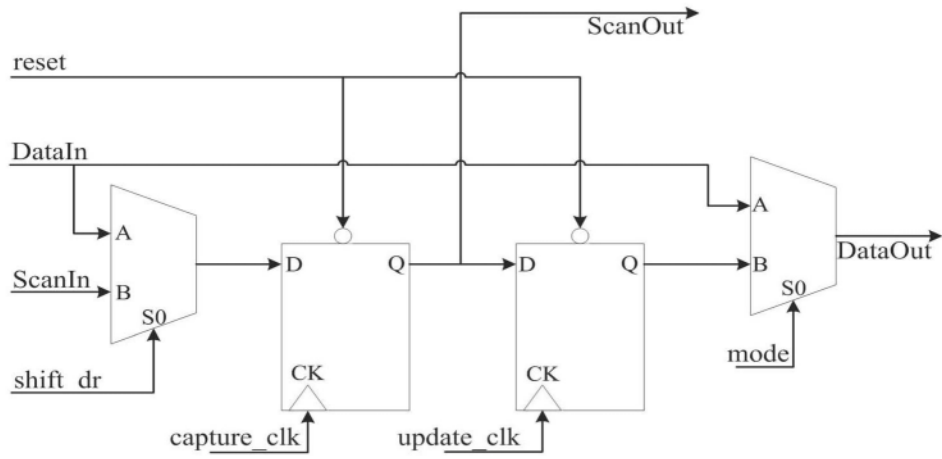 ScanOut
reset
DataIn
A
A
D
Q
D
Q
B
DataOut
ScanIn
B
S0
S0
mode
shift_dr
CK
CK
capture_clk
update_clk